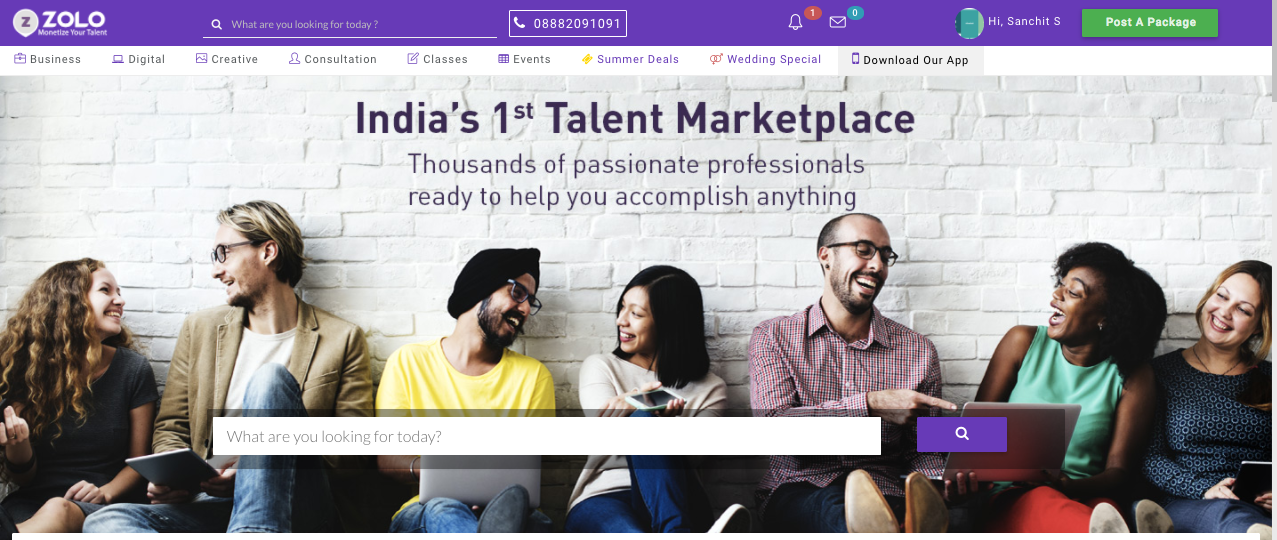 ZOLO
Monetize Your Talent
What are you looking for today ?
08882091091
1
0
Hi, Sanchit S
Post A Package
Business
Digital
Creative
Consultation
Classes
Events
Summer Deals
Wedding Special
Download Our App
India's 1st Talent Marketplace
Thousands of passionate professionals
ready to help you accomplish anything
What are you looking for today?